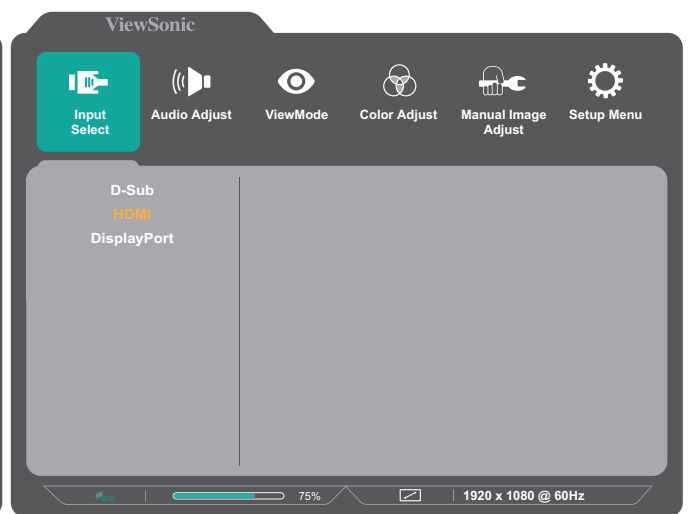 ViewSonic
Input
Select
Audio Adjust
ViewMode
Color Adjust
Manual Image
Adjust
Setup Menu
D-Sub
HDMI
DisplayPort
eco
75%
1920 x 1080 @ 60Hz